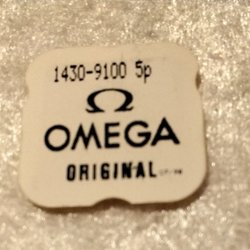 1430-9100 5p
Ω
OMEGA
ORIGINAL